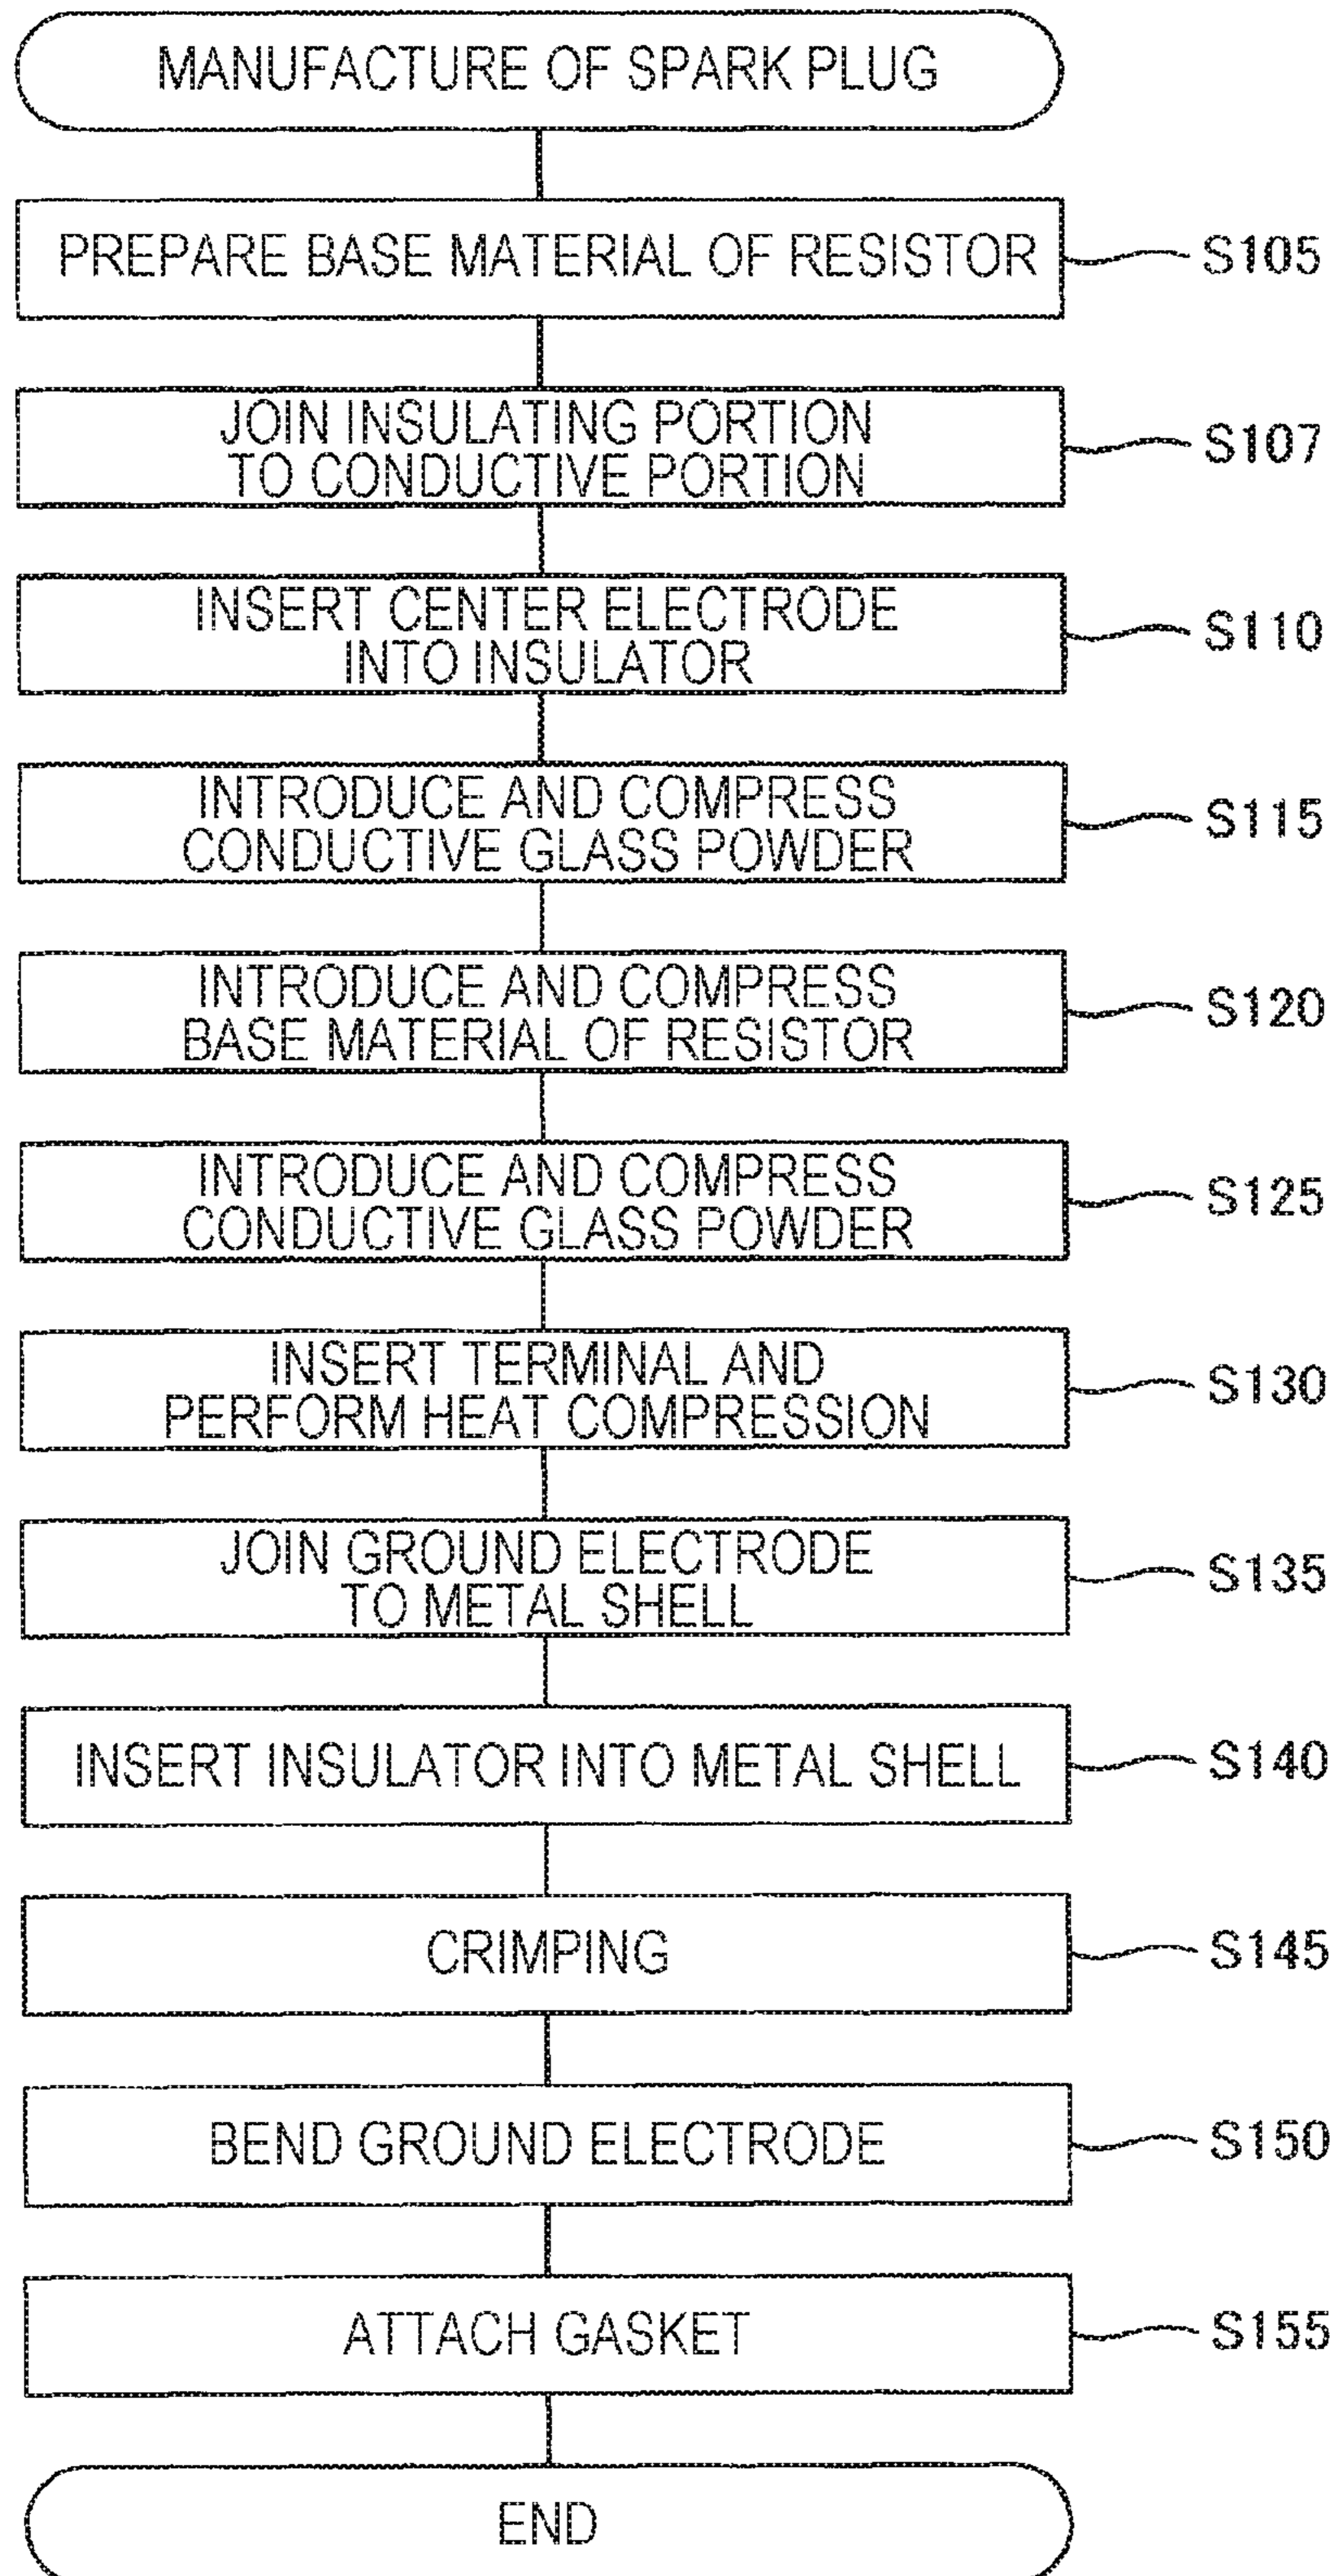 MANUFACTURE OF SPARK PLUG
PREPARE BASE MATERIAL OF RESISTOR
S105
JOIN INSULATING PORTION
TO CONDUCTIVE PORTION
S107
INSERT CENTER ELECTRODE
INTO INSULATOR
S110
INTRODUCE AND COMPRESS
CONDUCTIVE GLASS POWDER
S115
INTRODUCE AND COMPRESS
BASE MATERIAL OF RESISTOR
S120
INTRODUCE AND COMPRESS
CONDUCTIVE GLASS POWDER
S125
INSERT TERMINAL AND
PERFORM HEAT COMPRESSION
S130
JOIN GROUND ELECTRODE
TO METAL SHELL
S135
INSERT INSULATOR INTO METAL SHELL
S140
CRIMPING
S145
BEND GROUND ELECTRODE
S150
ATTACH GASKET
S155
END